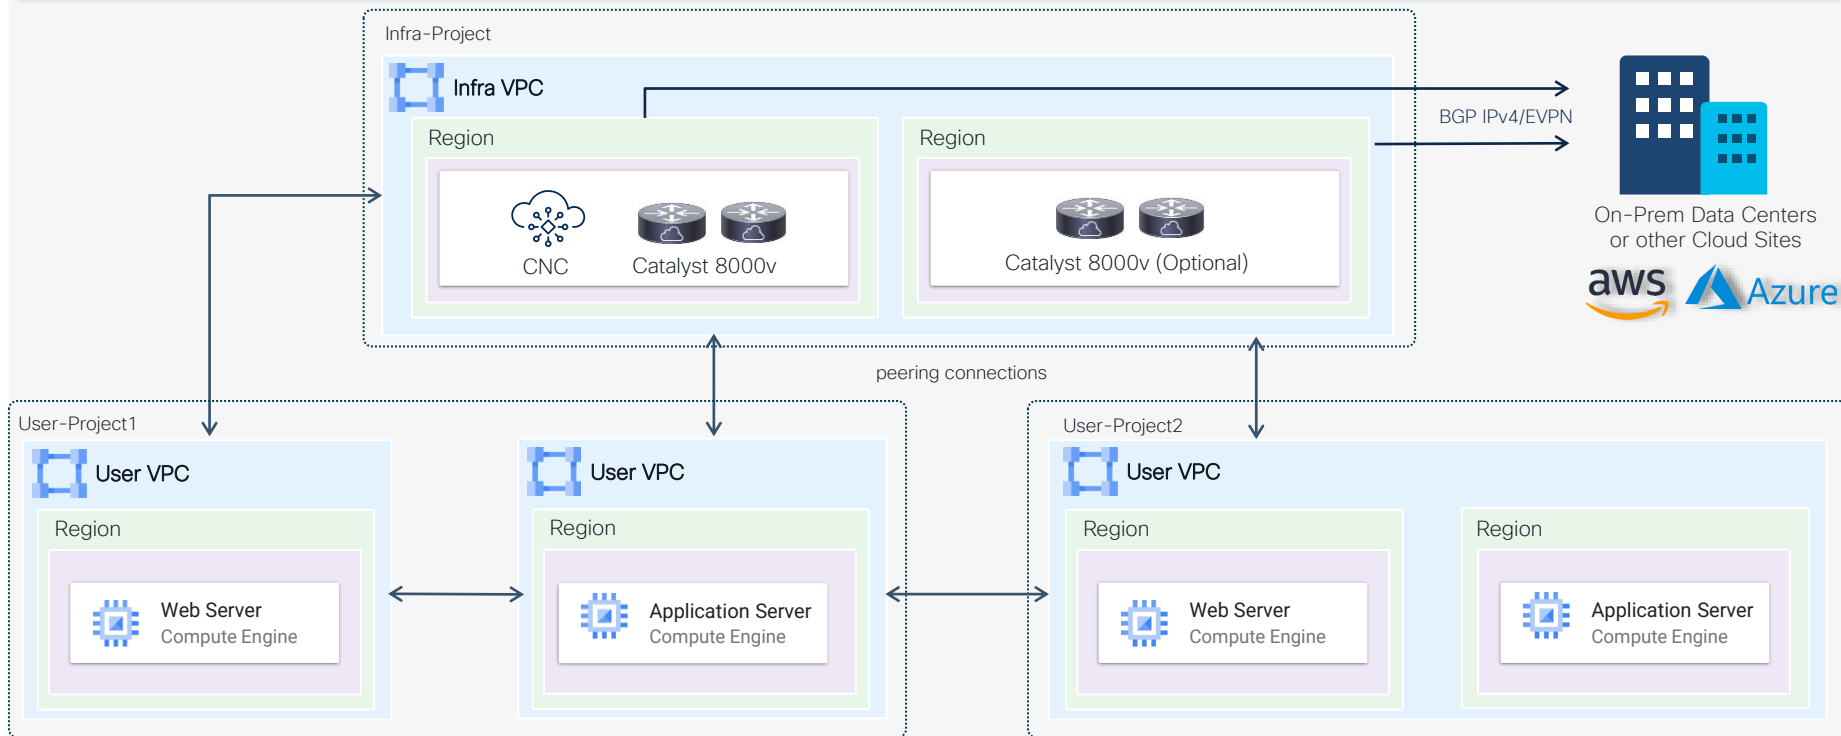 Infra-Project
Infra VPC
Region
Region
CNC
Catalyst 8000v
Catalyst 8000v (Optional)
BGP IPv4/EVPN
On-Prem Data Centers
or other Cloud Sites
aws
Azure
peering connections
User-Project1
User VPC
Region
Web Server
Compute Engine
User VPC
Region
Application Server
Compute Engine
User-Project2
User VPC
Region
Web Server
Compute Engine
Region
Application Server
Compute Engine